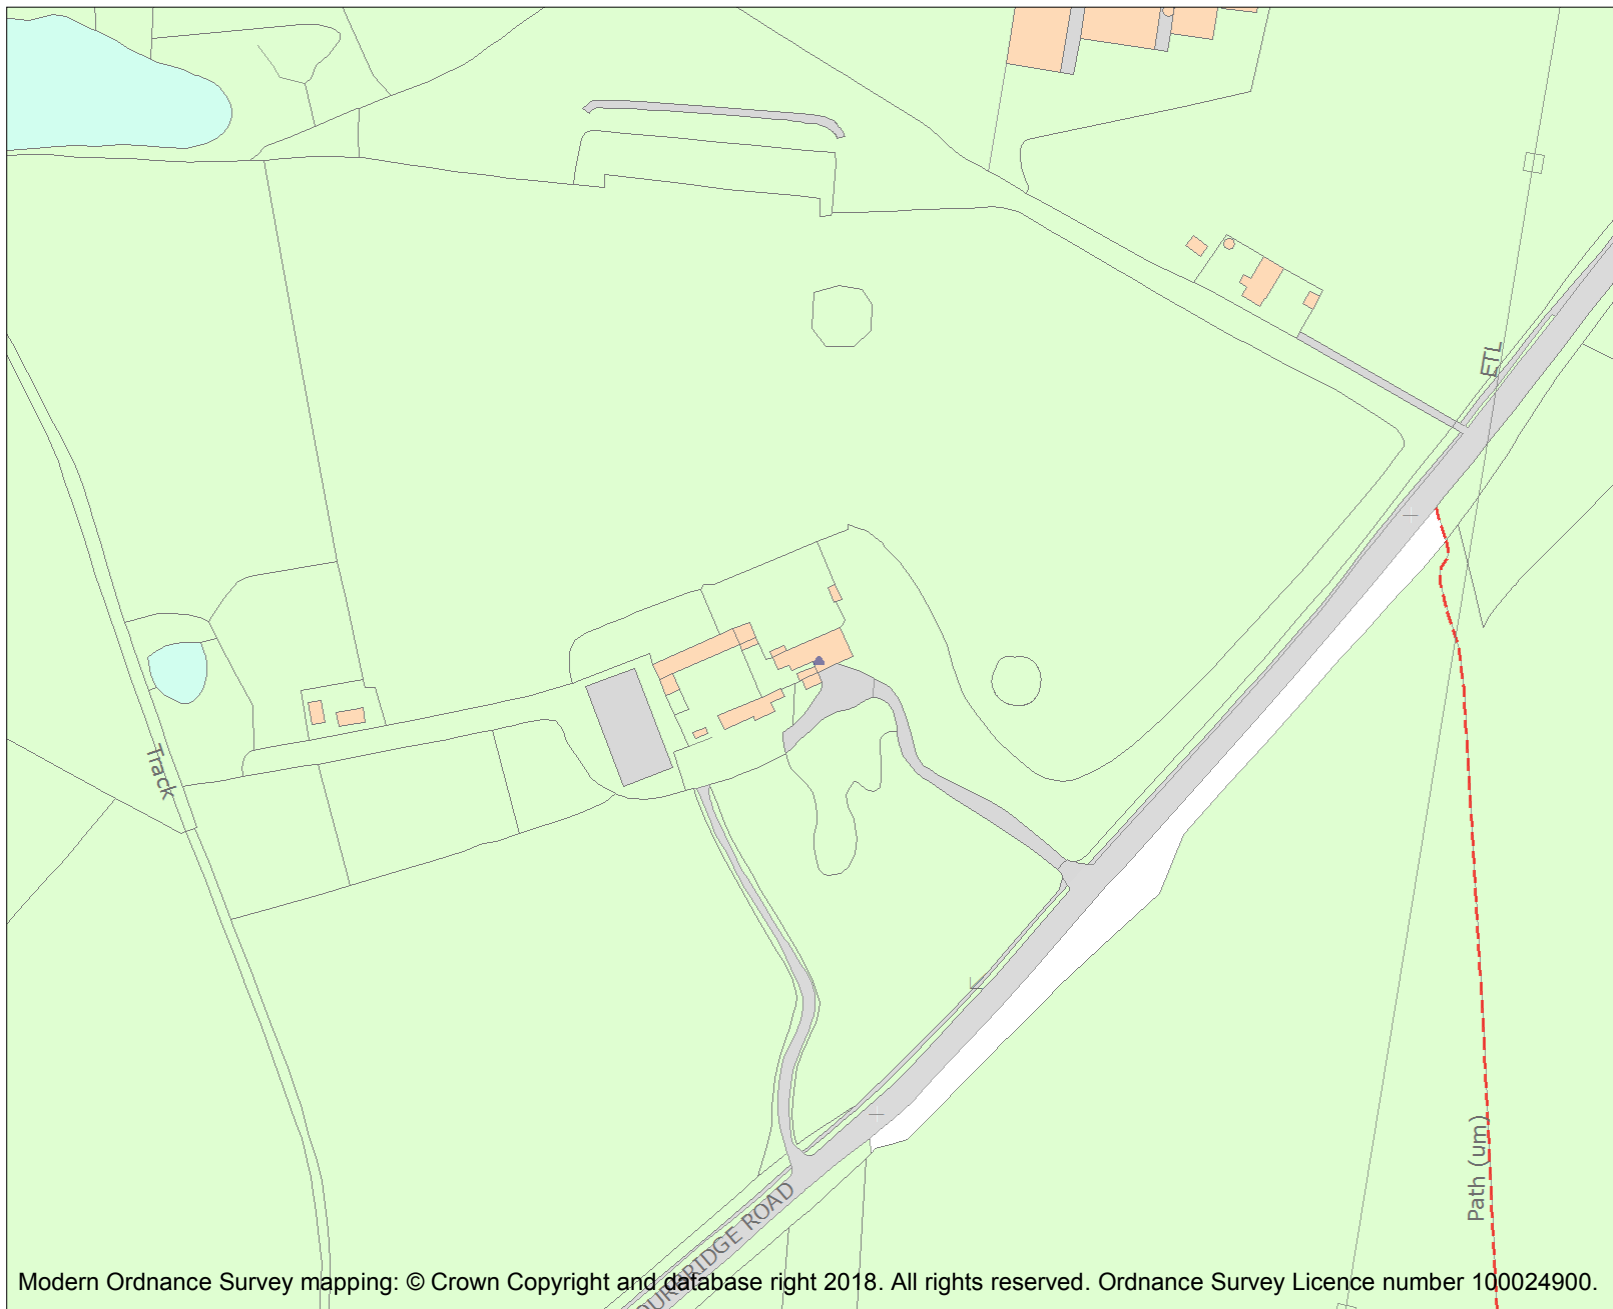 ETL
Track
Path (um)
ROAD
Modern Ordnance Survey mapping: © Crown Copyright and database right 2018. All rights reserved. Ordnance Survey Licence number 100024900.